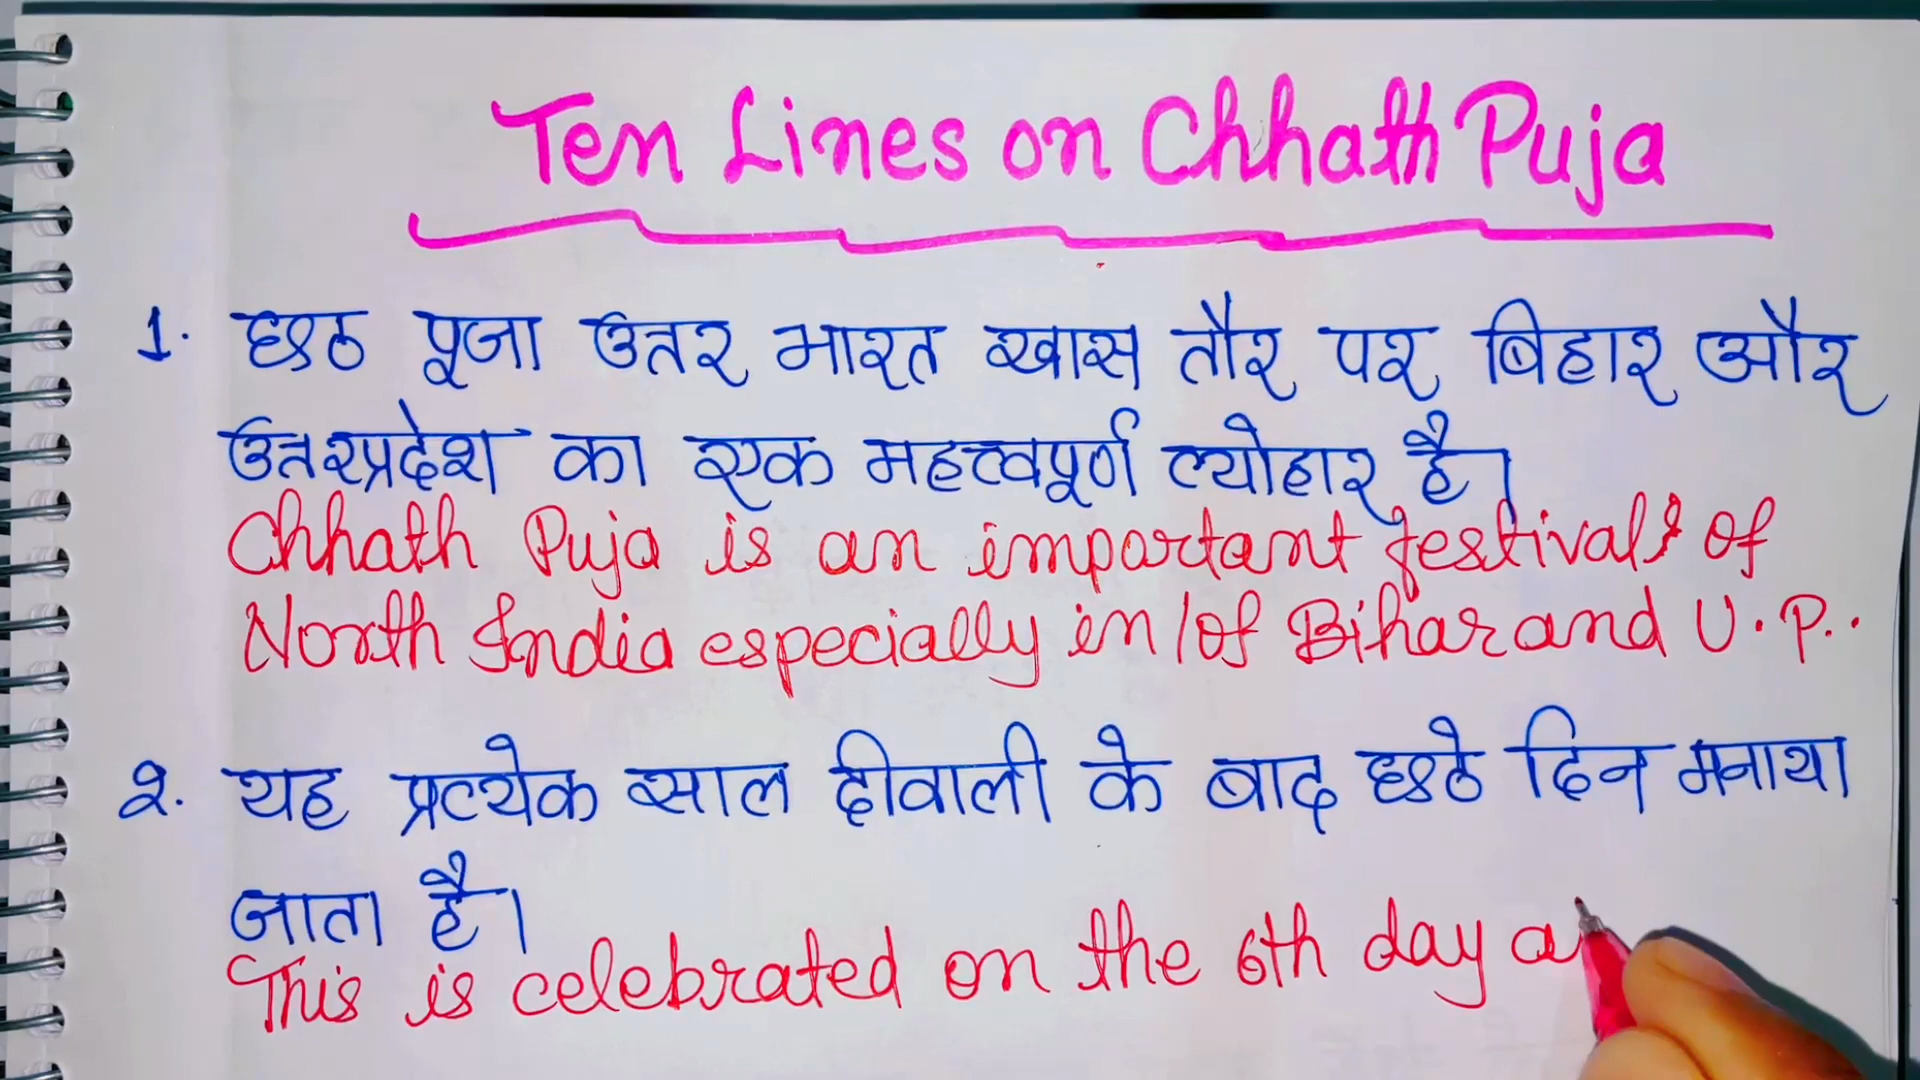 Ten Lines on Chhath Puja
1. छठ पूजा उतर भारत खास तौर पर बिहार और
उतरप्रदेश का एक महत्त्वपूर्ण त्योहार है।
Chhath Puja is an important festival of
North India especially in/of Bihar and U.P..
2. यह प्रत्येक साल दीवाली के बाद छठे दिन मनाया
जाता है।
This is celebrated on the 6th day a